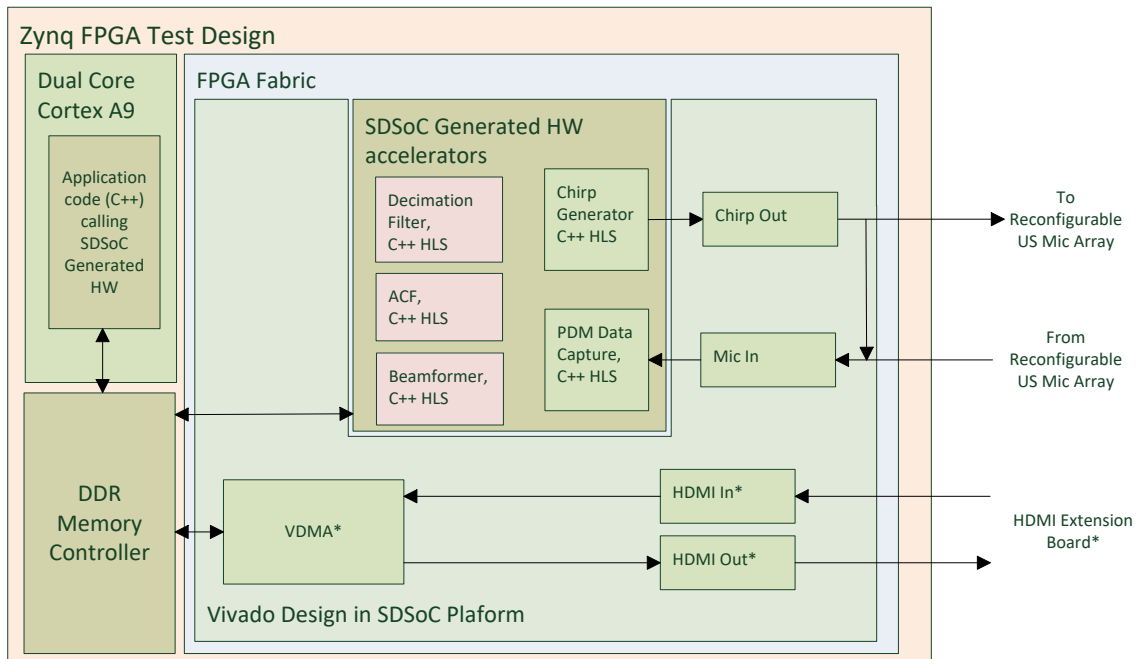 Zynq FPGA Test Design
Dual Core
Cortex A9
Application
code (C++)
calling
SDSoC
Generated
HW
DDR
Memory
Controller
FPGA Fabric
SDSoC Generated HW
accelerators
Decimation
Filter,
C++ HLS
ACF,
C++ HLS
Beamformer,
C++ HLS
Chirp
Generator
C++ HLS
PDM Data
Capture,
C++ HLS
Chirp Out
Mic In
To
Reconfigurable
US Mic Array
From
Reconfigurable
US Mic Array
VDMA*
HDMI In*
HDMI Out*
HDMI Extension
Board*
Vivado Design in SDSoC Plaform